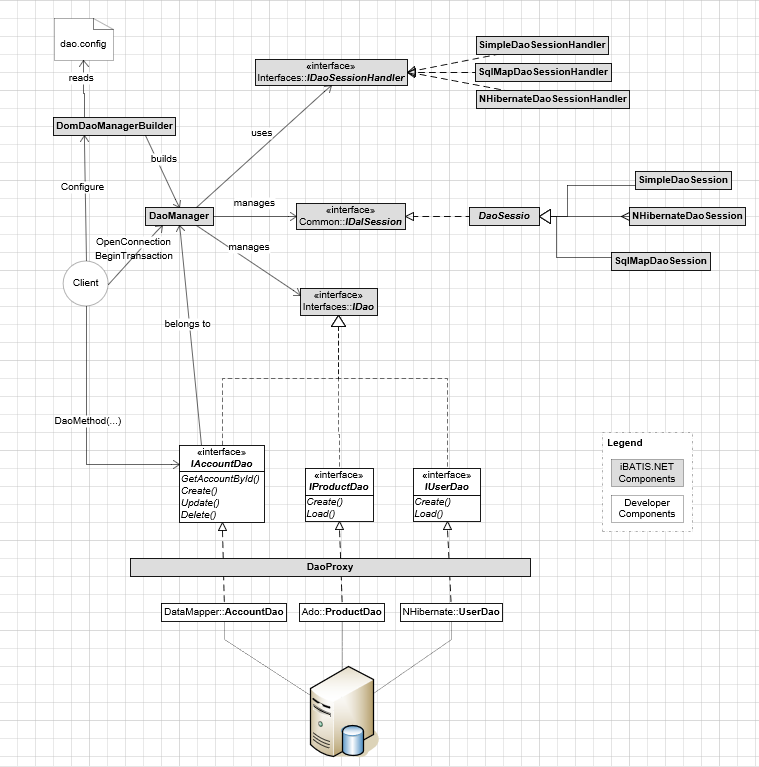 dao.config
reads
DomDaoManagerBuilder
Configure
builds
«interface»
Interfaces::IDaoSessionHandler
SimpleDaoSessionHandler
SqlMapDaoSessionHandler
NHibernateDaoSessionHandler
uses
DaoManager
manages
«interface»
Common::IDalSession
DaoSessio
SimpleDaoSession
NHibernateDaoSession
SqlMapDaoSession
OpenConnection
BeginTransaction
manages
Client
«interface»
Interfaces::IDao
belongs to
DaoMethod(...)
«interface»
IAccountDao
GetAccountById()
Create()
Update()
Delete()
«interface»
IProductDao
Create()
Load()
«interface»
IUserDao
Create()
Load()
Legend
iBATIS.NET
Components
Developer
Components
DaoProxy
DataMapper::AccountDao
Ado::ProductDao
NHibernate::UserDao